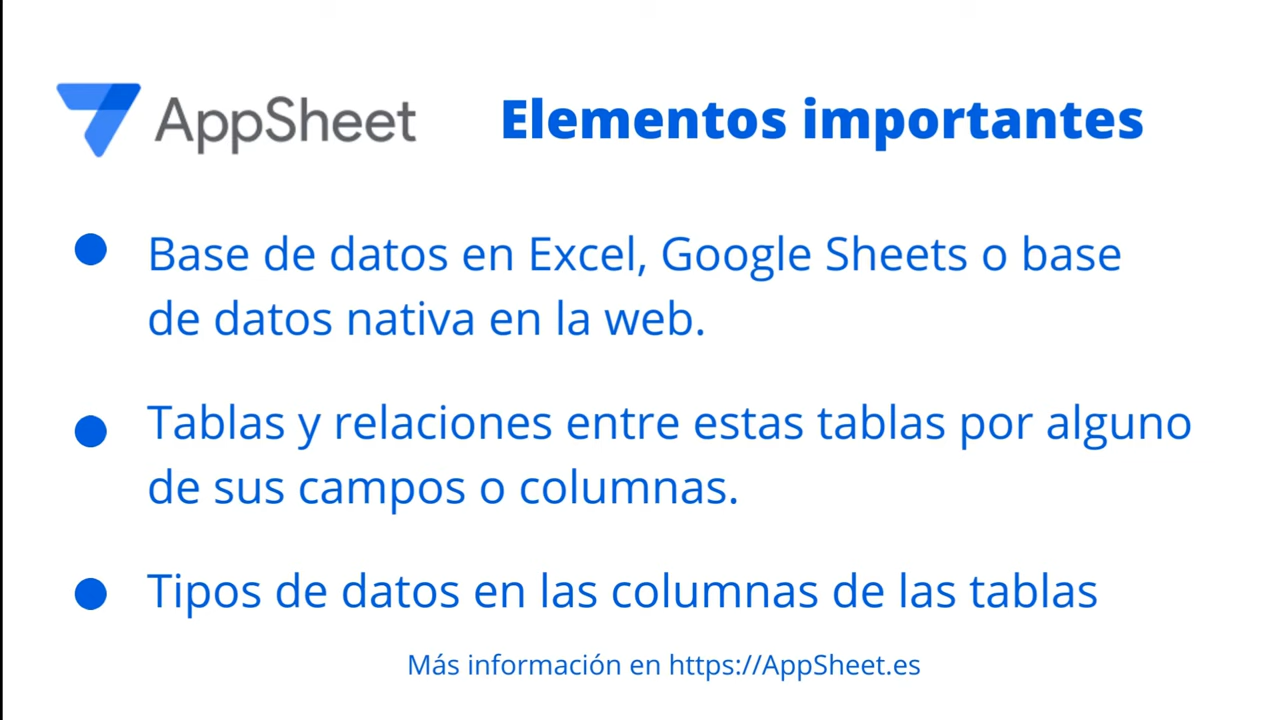 AppSheet
Elementos importantes
Base de datos en Excel, Google Sheets o base
de datos nativa en la web.
Tablas y relaciones entre estas tablas por alguno
de sus campos o columnas.
Tipos de datos en las columnas de las tablas
Más información en https://AppSheet.es